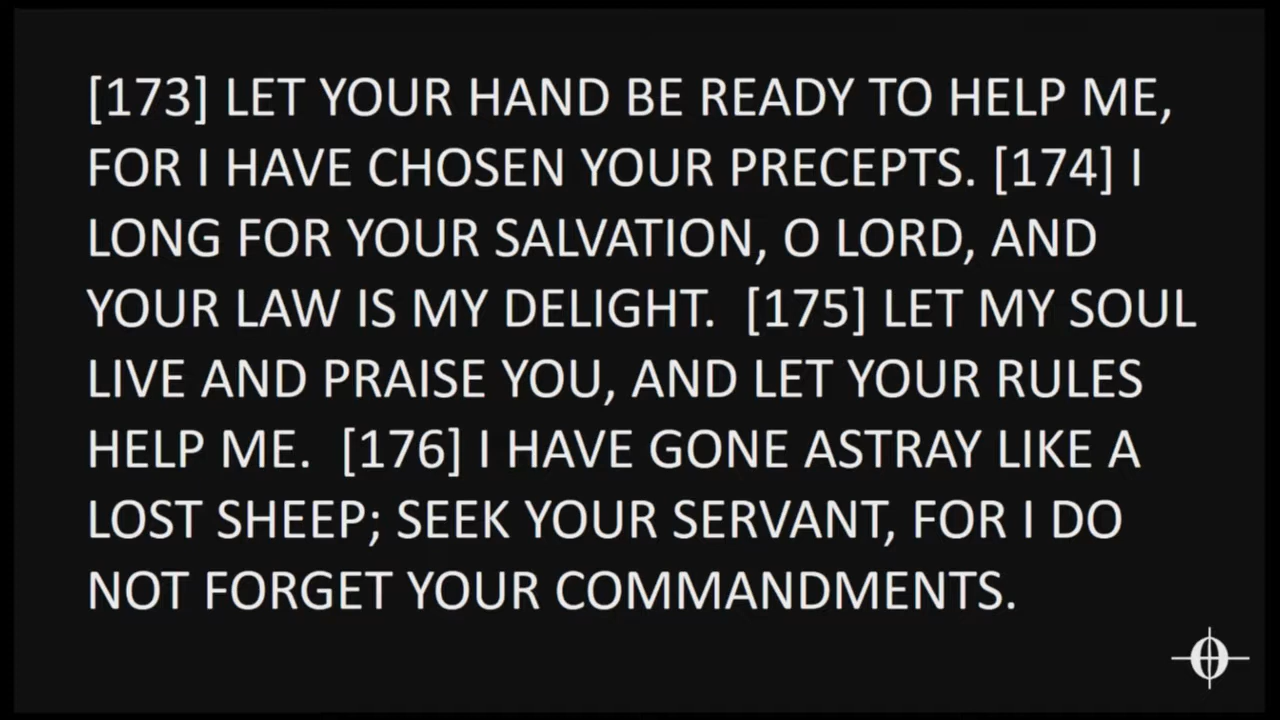 [173] LET YOUR HAND BE READY TO HELP ME,
FOR I HAVE CHOSEN YOUR PRECEPTS. [174] I
LONG FOR YOUR SALVATION, O LORD, AND
YOUR LAW IS MY DELIGHT.  [175] LET MY SOUL
LIVE AND PRAISE YOU, AND LET YOUR RULES
HELP ME.  [176] I HAVE GONE ASTRAY LIKE A
LOST SHEEP; SEEK YOUR SERVANT, FOR I DO
NOT FORGET YOUR COMMANDMENTS.